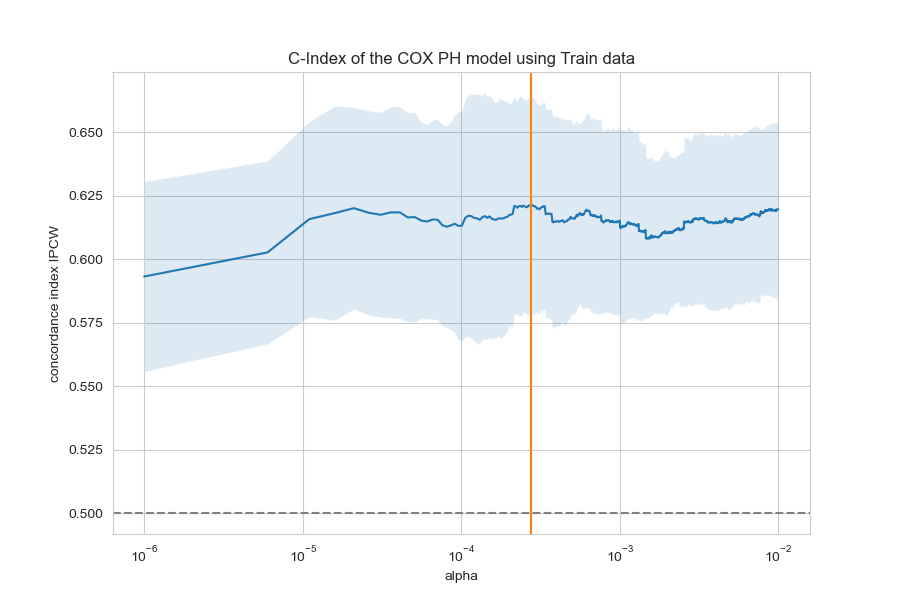 C-Index of the COX PH model using Train data
concordance index IPCW
0.650
0.625
0.600
0.575
0.550
0.525
0.500
10⁻⁶ 10⁻⁵ 10⁻⁴ 10⁻³ 10⁻²
alpha